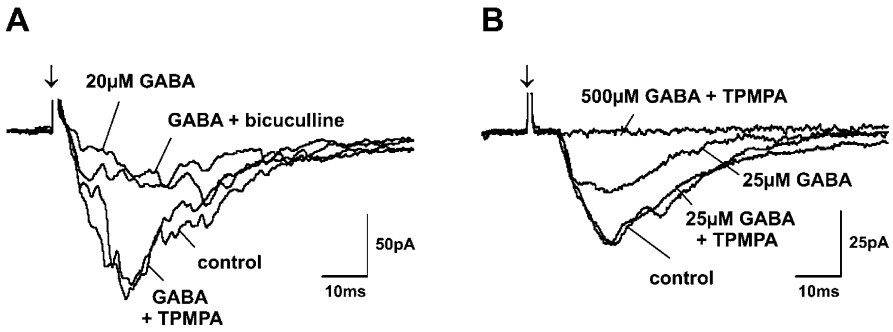 A
20µM GABA
GABA + bicuculline
control
GABA
+ TPMPA
50pA
10ms
B
500µM GABA + TPMPA
25µM GABA
25µM GABA
+ TPMPA
control
25pA
10ms